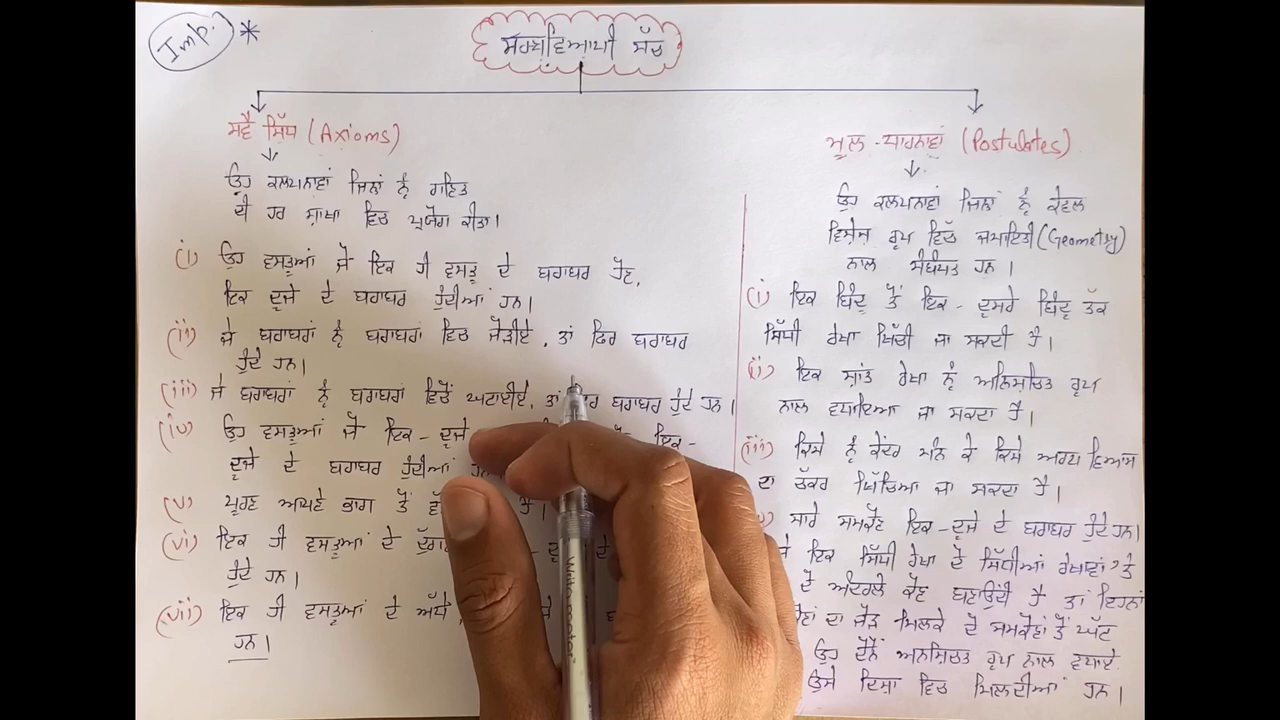 Imp. *
ਸਰਬਵਿਆਪੀ ਸੱਚ
ਸਵੈ ਸਿੱਧ (Axioms)
ਉਹ ਕਲਪਨਾਵਾਂ ਜਿਨਾਂ ਨੂੰ ਗਣਿਤ
ਦੀ ਹਰ ਸ਼ਾਖਾ ਵਿਚ ਪ੍ਰਯੋਗ ਕੀਤਾ।
(i) ਉਹ ਵਸਤੂਆਂ ਜੋ ਇਕ ਹੀ ਵਸਤੂ ਦੇ ਬਰਾਬਰ ਹੋਣ,
ਇਕ ਦੂਜੇ ਦੇ ਬਰਾਬਰ ਹੁੰਦੀਆਂ ਹਨ।
(ii) ਜੇ ਬਰਾਬਰਾਂ ਨੂੰ ਬਰਾਬਰਾਂ ਵਿਚ ਜੋੜੀਏ, ਤਾਂ ਫਿਰ ਬਰਾਬਰ
ਹੁੰਦੇ ਹਨ।
(iii) ਜੇ ਬਰਾਬਰਾਂ ਨੂੰ ਬਰਾਬਰਾਂ ਵਿਚੋਂ ਘਟਾਈਏ, ਤਾਂ ਬਰਾਬਰ ਹੁੰਦੇ ਹਨ।
(iv) ਉਹ ਵਸਤੂਆਂ ਜੋ ਇਕ-ਦੂਜੇ ਇਕ-
ਦੂਜੇ ਦੇ ਬਰਾਬਰ ਹੁੰਦੀਆਂ
(v) ਪੂਰਣ ਆਪਣੇ ਭਾਗ ਤੋਂ ਹੈ।
(vi) ਇਕ ਹੀ ਵਸਤੂਆਂ ਦੇ ਦੇ
ਹੁੰਦੇ ਹਨ।
(vii) ਇਕ ਹੀ ਵਸਤੂਆਂ ਦੇ ਅੱਧੇ
ਹਨ।
ਮੂਲ-ਧਾਰਨਾਵਾਂ (Postulates)
ਉਹ ਕਲਪਨਾਵਾਂ ਜਿਨਾਂ ਨੂੰ ਕੇਵਲ
ਵਿਸ਼ੇਸ਼ ਰੂਪ ਵਿੱਚ ਜਮਾਇਤੀ (Geometry)
ਨਾਲ ਸੰਬੰਧਿਤ ਹਨ।
(i) ਇਕ ਬਿੰਦੂ ਤੋਂ ਇਕ-ਦੂਸਰੇ ਬਿੰਦੂ ਤੱਕ
ਸਿੱਧੀ ਰੇਖਾ ਖਿੱਚੀ ਜਾ ਸਕਦੀ ਹੈ।
(ii) ਇਕ ਸ਼ਾਂਤ ਰੇਖਾ ਨੂੰ ਅਨਿਸ਼ਚਿਤ ਰੂਪ
ਨਾਲ ਵਧਾਇਆ ਜਾ ਸਕਦਾ ਹੈ।
(iii) ਕਿਸੇ ਨੂੰ ਕੇਂਦਰ ਮੰਨ ਕੇ ਕਿਸੇ ਅਰਧ ਵਿਆਸ
ਦਾ ਚੱਕਰ ਖਿੱਚਿਆ ਜਾ ਸਕਦਾ ਹੈ।
ਸਾਰੇ ਸਮਕੋਣ ਇਕ-ਦੂਜੇ ਦੇ ਬਰਾਬਰ ਹੁੰਦੇ ਹਨ।
ਇਕ ਸਿੱਧੀ ਰੇਖਾ ਦੋ ਸਿੱਧੀਆਂ ਰੇਖਾਵਾਂ 'ਤੇ
ਦੋ ਅੰਦਰਲੇ ਕੋਣ ਬਣਾਉਂਦੀ ਹੈ ਤਾਂ ਇਹਨਾਂ
ਦਾ ਜੋੜ ਮਿਲਕੇ ਦੋ ਸਮਕੋਣਾਂ ਤੋਂ ਘੱਟ
ਉਹ ਦੋਨੋਂ ਅਨਸ਼ਿਚਤ ਰੂਪ ਨਾਲ ਵਧਾਏ
ਉਸੇ ਦਿਸ਼ਾ ਵਿਚ ਮਿਲਦੀਆਂ ਹਨ।
Writometer